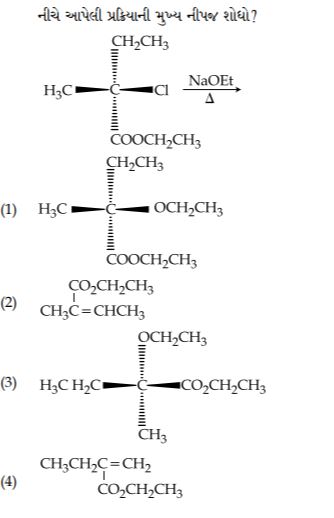 નીચે આપેલી પ્રક્રિયાની મુખ્ય નીપજ શોધો?
CH2CH3
H3C C Cl NaOEt
Δ
COOCH2CH3
CH2CH3
(1) H3C C OCH2CH3
COOCH2CH3
CO2CH2CH3
(2) CH3C=CHCH3
OCH2CH3
(3) H3C H2C C CO2CH2CH3
CH3
CH3CH2C=CH2
(4) CO2CH2CH3